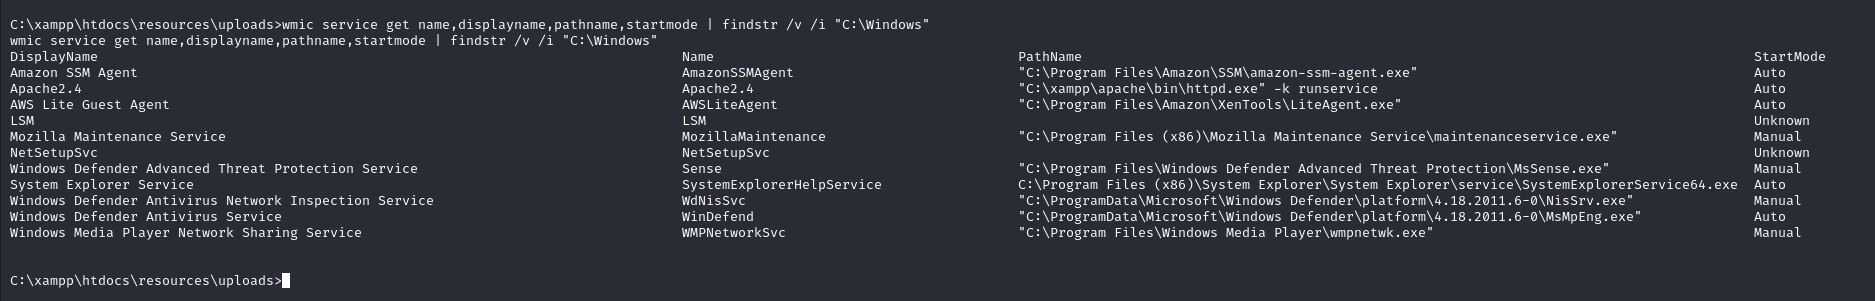 C:\xampp\htdocs\resources\uploads>wmic service get name,displayname,pathname,startmode | findstr /v /i "C:\Windows"
wmic service get name,displayname,pathname,startmode | findstr /v /i "C:\Windows"
DisplayName Name PathName StartMode
Amazon SSM Agent AmazonSSMAgent "C:\Program Files\Amazon\SSM\amazon-ssm-agent.exe" Auto
Apache2.4 Apache2.4 "C:\xampp\apache\bin\httpd.exe" -k runservice Auto
AWS Lite Guest Agent AWSLiteAgent "C:\Program Files\Amazon\XenTools\LiteAgent.exe" Auto
LSM LSM Unknown
Mozilla Maintenance Service MozillaMaintenance "C:\Program Files (x86)\Mozilla Maintenance Service\maintenanceservice.exe" Manual
NetSetupSvc NetSetupSvc Unknown
Windows Defender Advanced Threat Protection Service Sense "C:\Program Files\Windows Defender Advanced Threat Protection\MsSense.exe" Manual
System Explorer Service SystemExplorerHelpService C:\Program Files (x86)\System Explorer\System Explorer\service\SystemExplorerService64.exe Auto
Windows Defender Antivirus Network Inspection Service WdNisSvc "C:\ProgramData\Microsoft\Windows Defender\platform\4.18.2011.6-0\NisSrv.exe" Manual
Windows Defender Antivirus Service WinDefend "C:\ProgramData\Microsoft\Windows Defender\platform\4.18.2011.6-0\MsMpEng.exe" Auto
Windows Media Player Network Sharing Service WMPNetworkSvc "C:\Program Files\Windows Media Player\wmpnetwk.exe" Manual
C:\xampp\htdocs\resources\uploads>